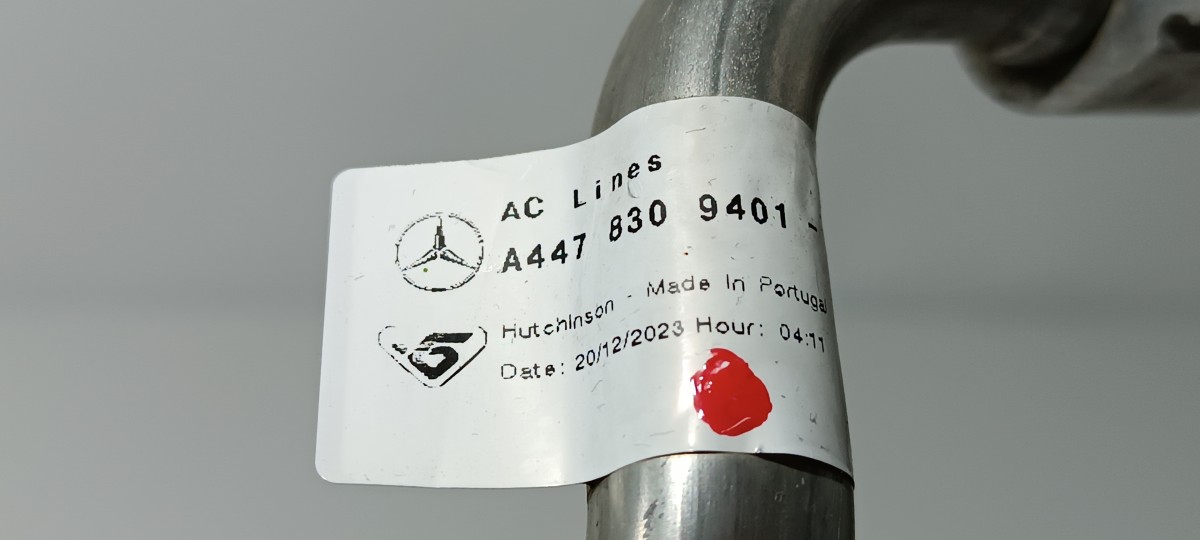 AC Lines
A447 830 9401 -
Hutchinson - Made In Portugal
Date: 20/12/2023 Hour: 04:11